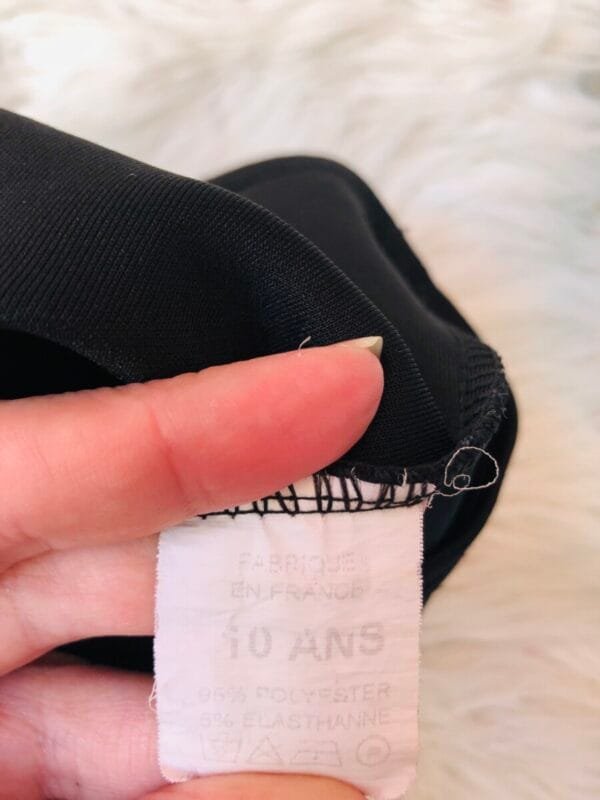 FABRIQUE
EN FRANCE
10 ANS
95% POLYESTER
5% ELASTHANNE